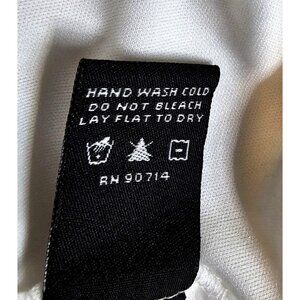 HAND WASH COLD
DO NOT BLEACH
LAY FLAT TO DRY
RN 90714